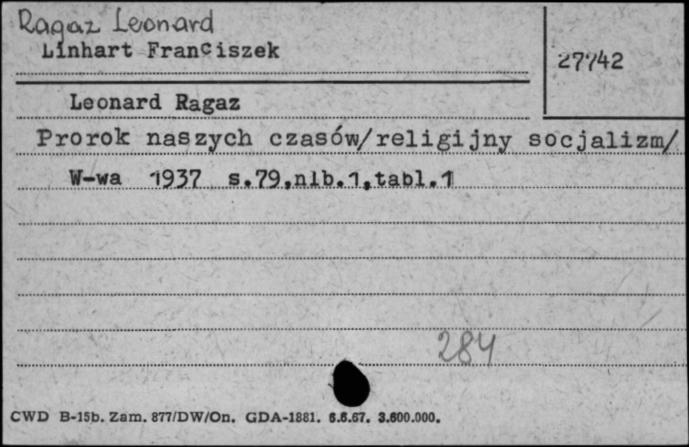 Ragaz Leonard
Linhart Franciszek
27742
Leonard Ragaz
Prorok naszych czasów/religijny socjalizm/
W-wa 1937 s.79,nlb.1,tabl.1
284
CWD B-15b. Zam. 877/DW/On. GDA-1881. 6.6.67. 3.600.000.